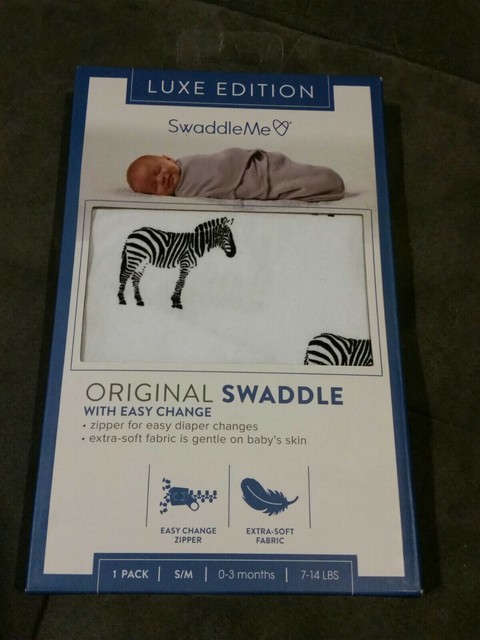 LUXE EDITION
SwaddleMe
ORIGINAL SWADDLE
WITH EASY CHANGE
• zipper for easy diaper changes
• extra-soft fabric is gentle on baby's skin
EASY CHANGE
ZIPPER
EXTRA-SOFT
FABRIC
1 PACK | S/M | 0-3 months | 7-14 LBS